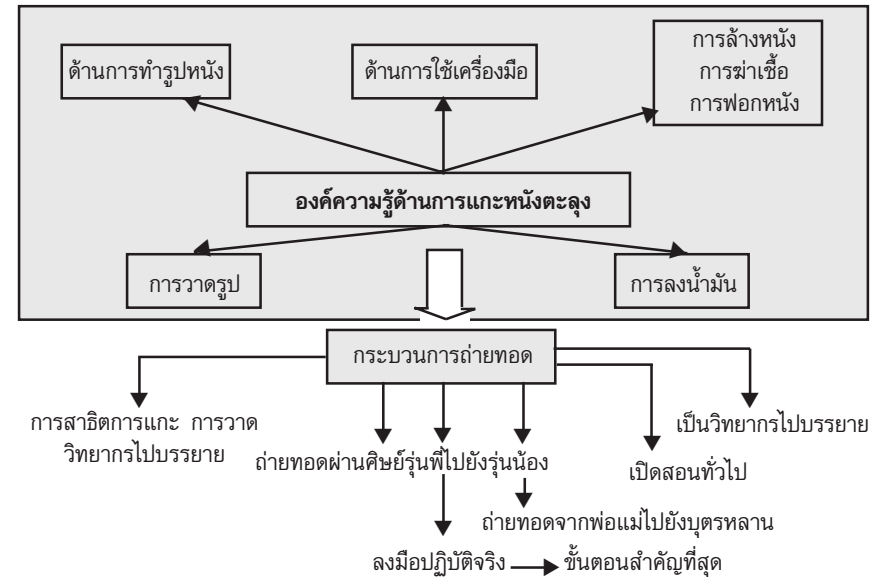 ด้านการทำรูปหนัง
ด้านการใช้เครื่องมือ
การล้างหนัง
การฆ่าเชื้อ
การฟอกหนัง
องค์ความรู้ด้านการแกะหนังตะลุง
การวาดรูป
การลงน้ำมัน
กระบวนการถ่ายทอด
การสาธิตการแกะ การวาด
วิทยากรไปบรรยาย
ถ่ายทอดผ่านศิษย์รุ่นพี่ไปยังรุ่นน้อง
เป็นวิทยากรไปบรรยาย
เปิดสอนทั่วไป
ถ่ายทอดจากพ่อแม่ไปยังบุตรหลาน
ลงมือปฏิบัติจริง
ขั้นตอนสำคัญที่สุด